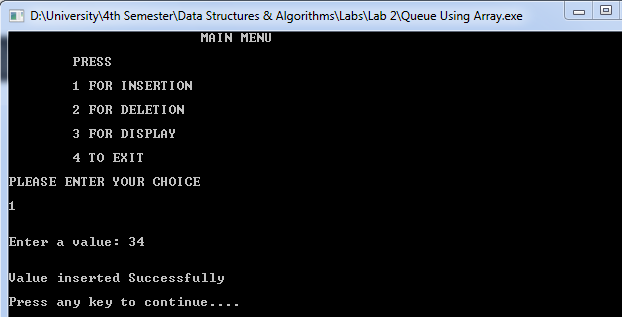 D:\University\4th Semester\Data Structures & Algorithms\Labs\Lab 2\Queue Using Array.exe
MAIN MENU
PRESS
1 FOR INSERTION
2 FOR DELETION
3 FOR DISPLAY
4 TO EXIT
PLEASE ENTER YOUR CHOICE
1
Enter a value: 34
Value inserted Successfully
Press any key to continue....